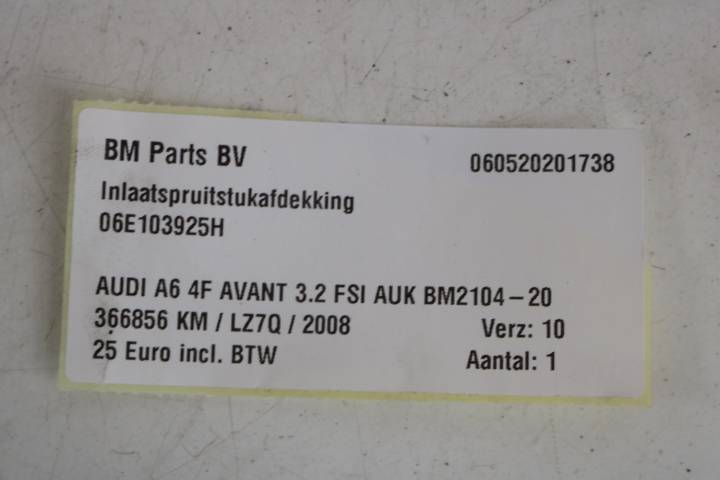 BM Parts BV 060520201738
Inlaatspruitstukafdekking
06E103925H
AUDI A6 4F AVANT 3.2 FSI AUK BM2104-20
366856 KM / LZ7Q / 2008 Verz: 10
25 Euro incl. BTW Aantal: 1